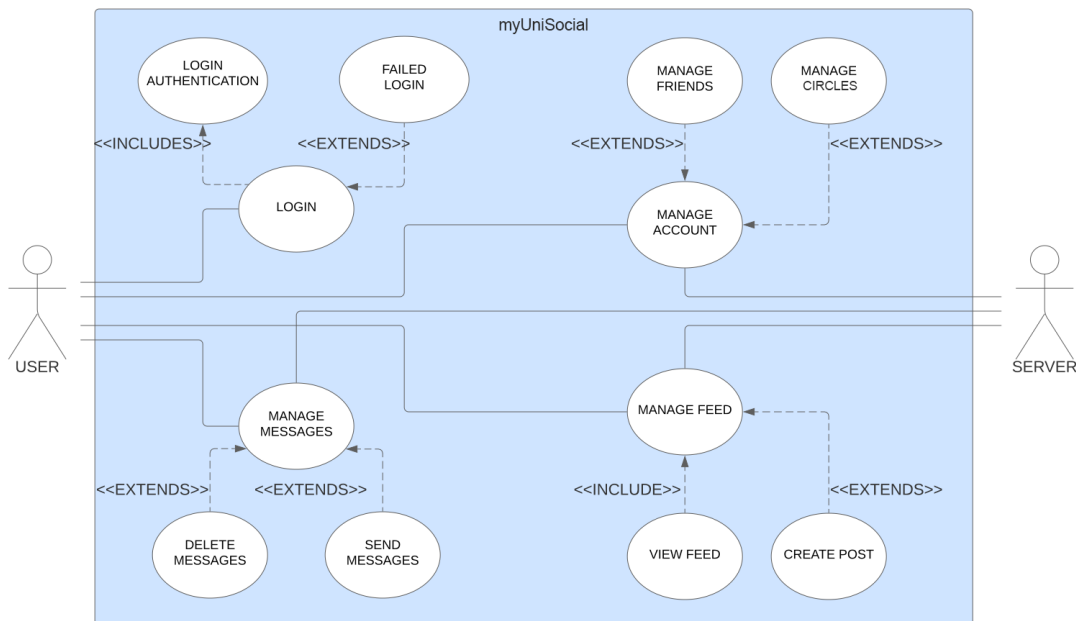 myUniSocial
LOGIN
AUTHENTICATION
FAILED
LOGIN
MANAGE
FRIENDS
MANAGE
CIRCLES
<<INCLUDES>>
<<EXTENDS>>
<<EXTENDS>>
<<EXTENDS>>
LOGIN
MANAGE
ACCOUNT
USER
SERVER
MANAGE
MESSAGES
MANAGE FEED
<<EXTENDS>>
<<EXTENDS>>
<<INCLUDE>>
<<EXTENDS>>
DELETE
MESSAGES
SEND
MESSAGES
VIEW FEED
CREATE POST